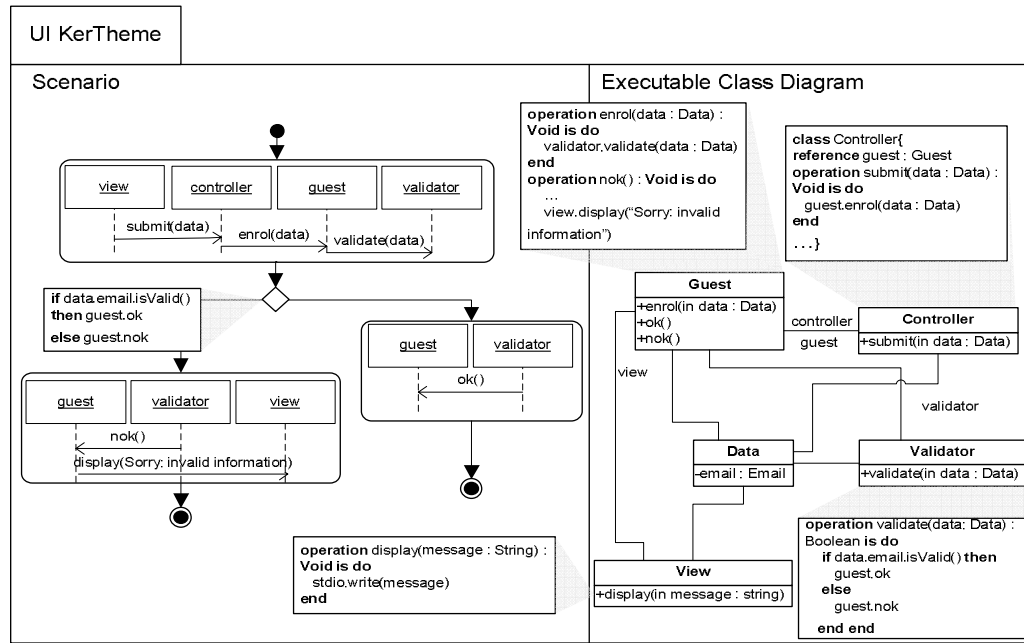 UI KerTheme
Scenario
view
controller
guest
validator
submit(data)
enrol(data)
validate(data)
if data.email.isValid()
then guest.ok
else guest.nok
guest
validator
ok()
guest
validator
view
nok()
display(Sorry: invalid information)
operation display(message : String) :
Void is do
stdio.write(message)
end
Executable Class Diagram
operation enrol(data : Data) :
Void is do
validator.validate(data : Data)
end
operation nok() : Void is do
...
view.display(“Sorry: invalid
information”)
class Controller{
reference guest : Guest
operation submit(data : Data) :
Void is do
guest.enrol(data : Data)
end
...}
Guest
+enrol(in data : Data)
+ok()
+nok()
controller
guest
Controller
+submit(in data : Data)
view
validator
Data
-email : Email
Validator
+validate(in data : Data)
View
+display(in message : string)
operation validate(data: Data) :
Boolean is do
if data.email.isValid() then
guest.ok
else
guest.nok
end end